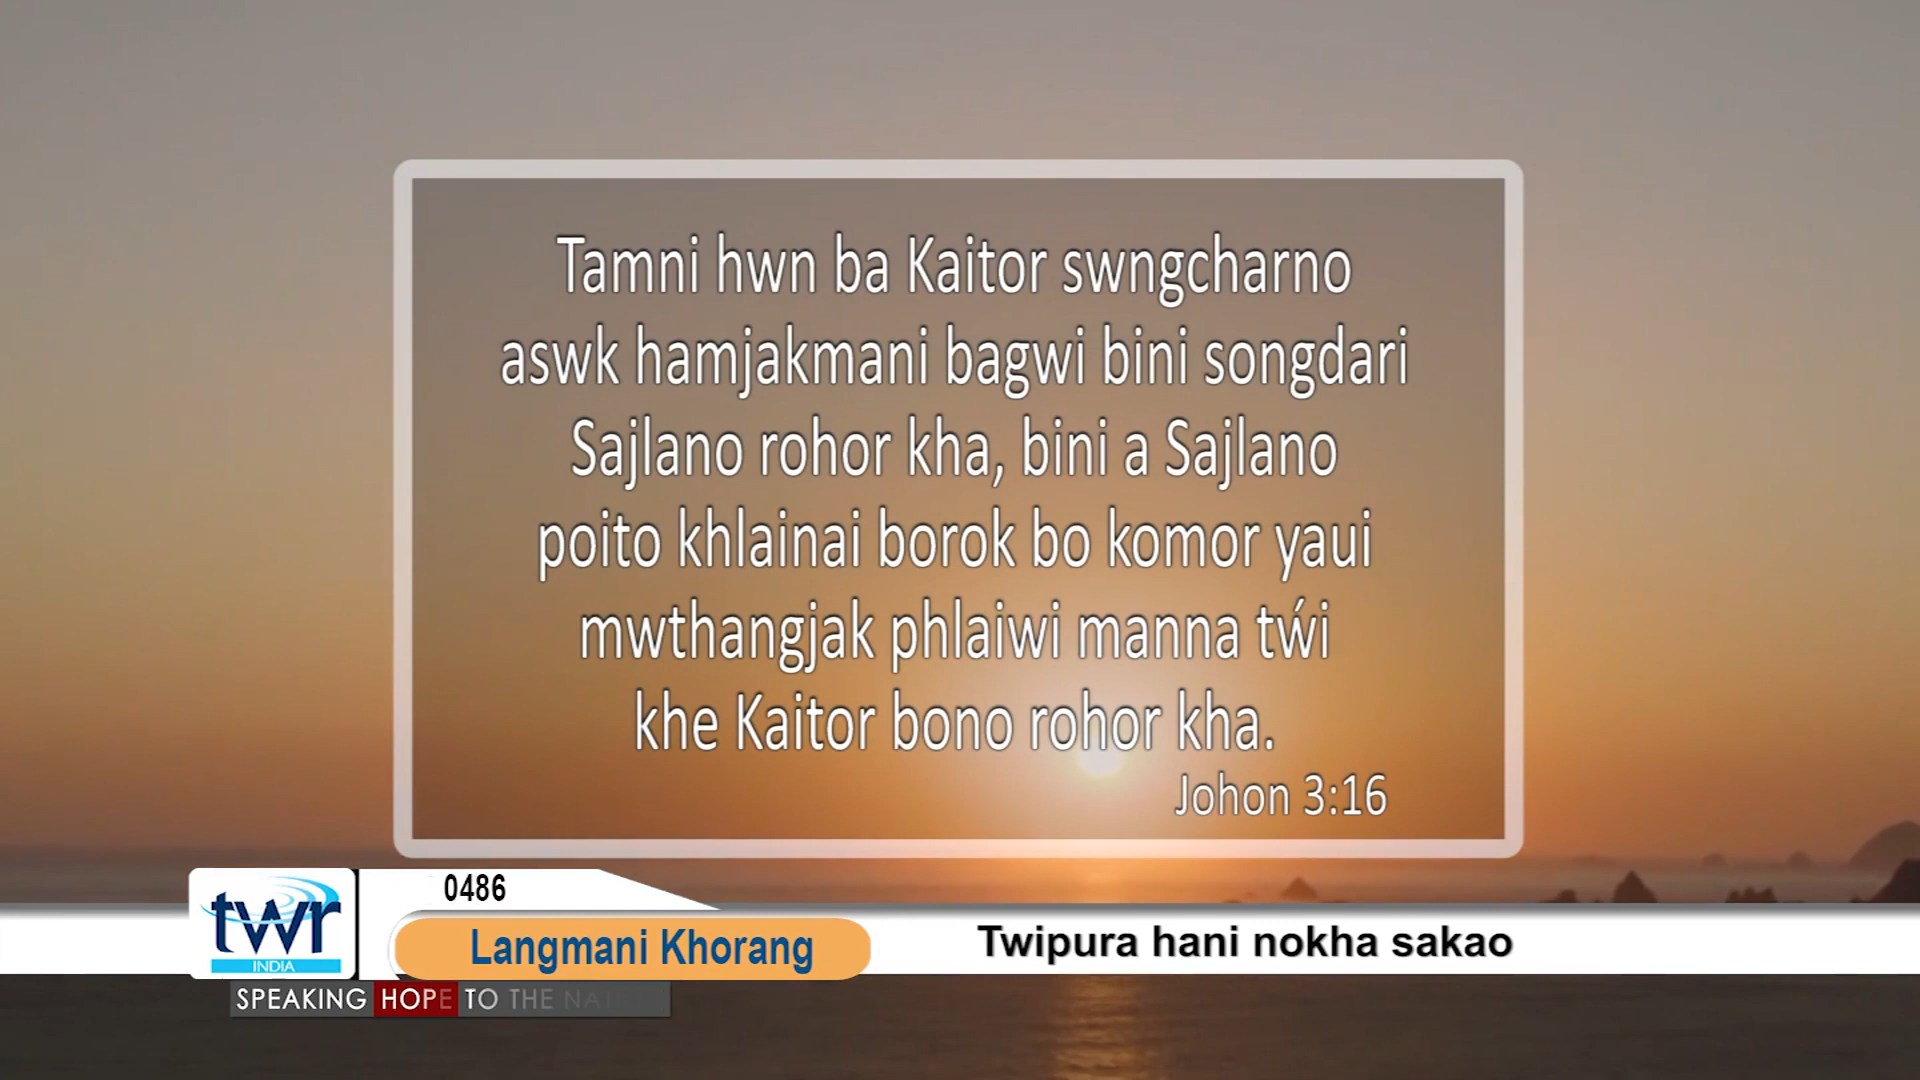 Tamni hwn ba Kaitor swngcharno
aswk hamjakmani bagwi bini songdari
Sajlano rohor kha, bini a Sajlano
poito khlainai borok bo komor yaui
mwthangjak phlaiwi manna tẃi
khe Kaitor bono rohor kha.
Johon 3:16
0486
twr
INDIA
Langmani Khorang
Twipura hani nokha sakao
SPEAKING HOPE TO THE